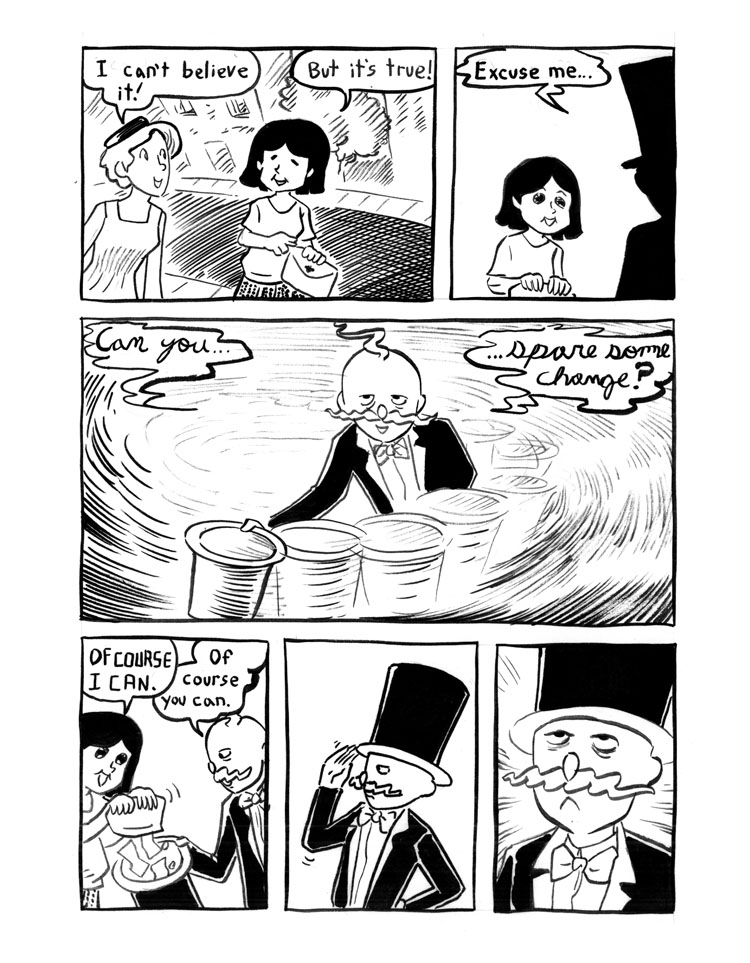 I can't believe
it!
But it's true!
Excuse me...
Can you...
...spare some
change?
OF COURSE
I CAN.
Of
course
you can.